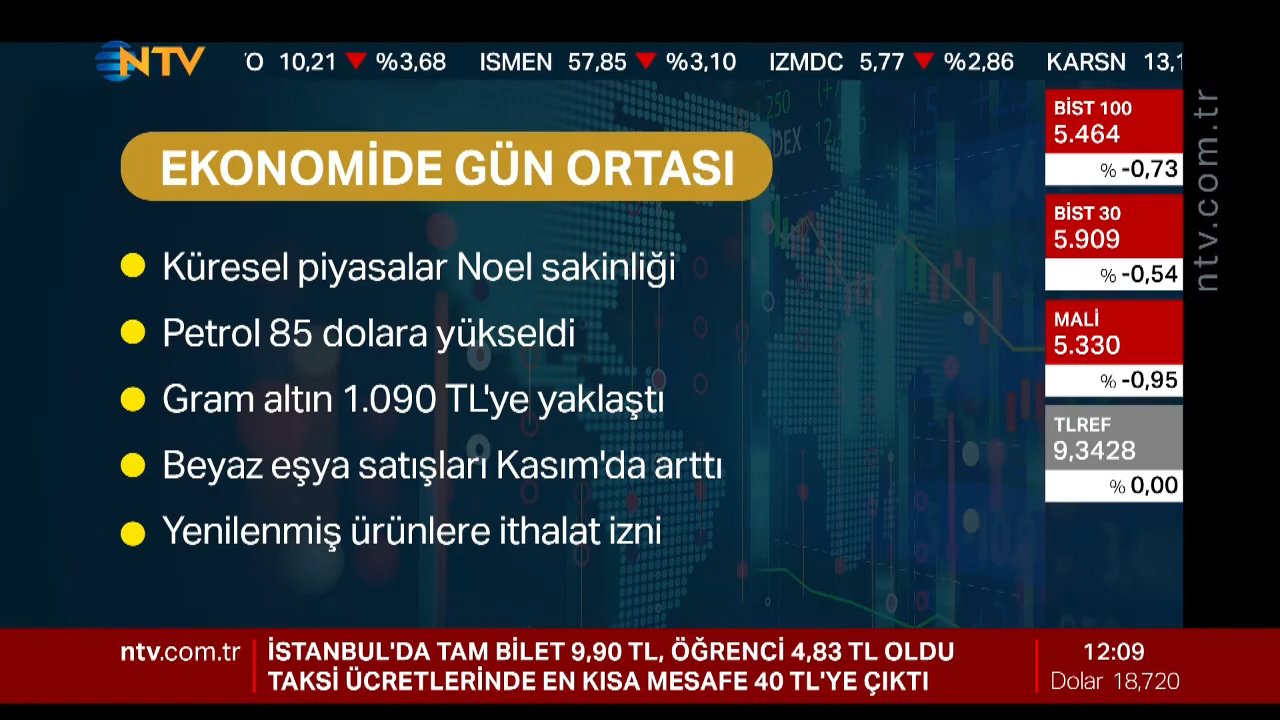 NTV
O 10,21 %3,68 ISMEN 57,85 %3,10 IZMDC 5,77 %2,86 KARSN 13,1
EKONOMİDE GÜN ORTASI
Küresel piyasalar Noel sakinliği
Petrol 85 dolara yükseldi
Gram altın 1.090 TL'ye yaklaştı
Beyaz eşya satışları Kasım'da arttı
Yenilenmiş ürünlere ithalat izni
BİST 100
5.464
% -0,73
BİST 30
5.909
% -0,54
MALİ
5.330
% -0,95
TLREF
9,3428
% 0,00
ntv.com.tr
ntv.com.tr
İSTANBUL'DA TAM BİLET 9,90 TL, ÖĞRENCİ 4,83 TL OLDU
TAKSİ ÜCRETLERİNDE EN KISA MESAFE 40 TL'YE ÇIKTI
12:09
Dolar 18,720